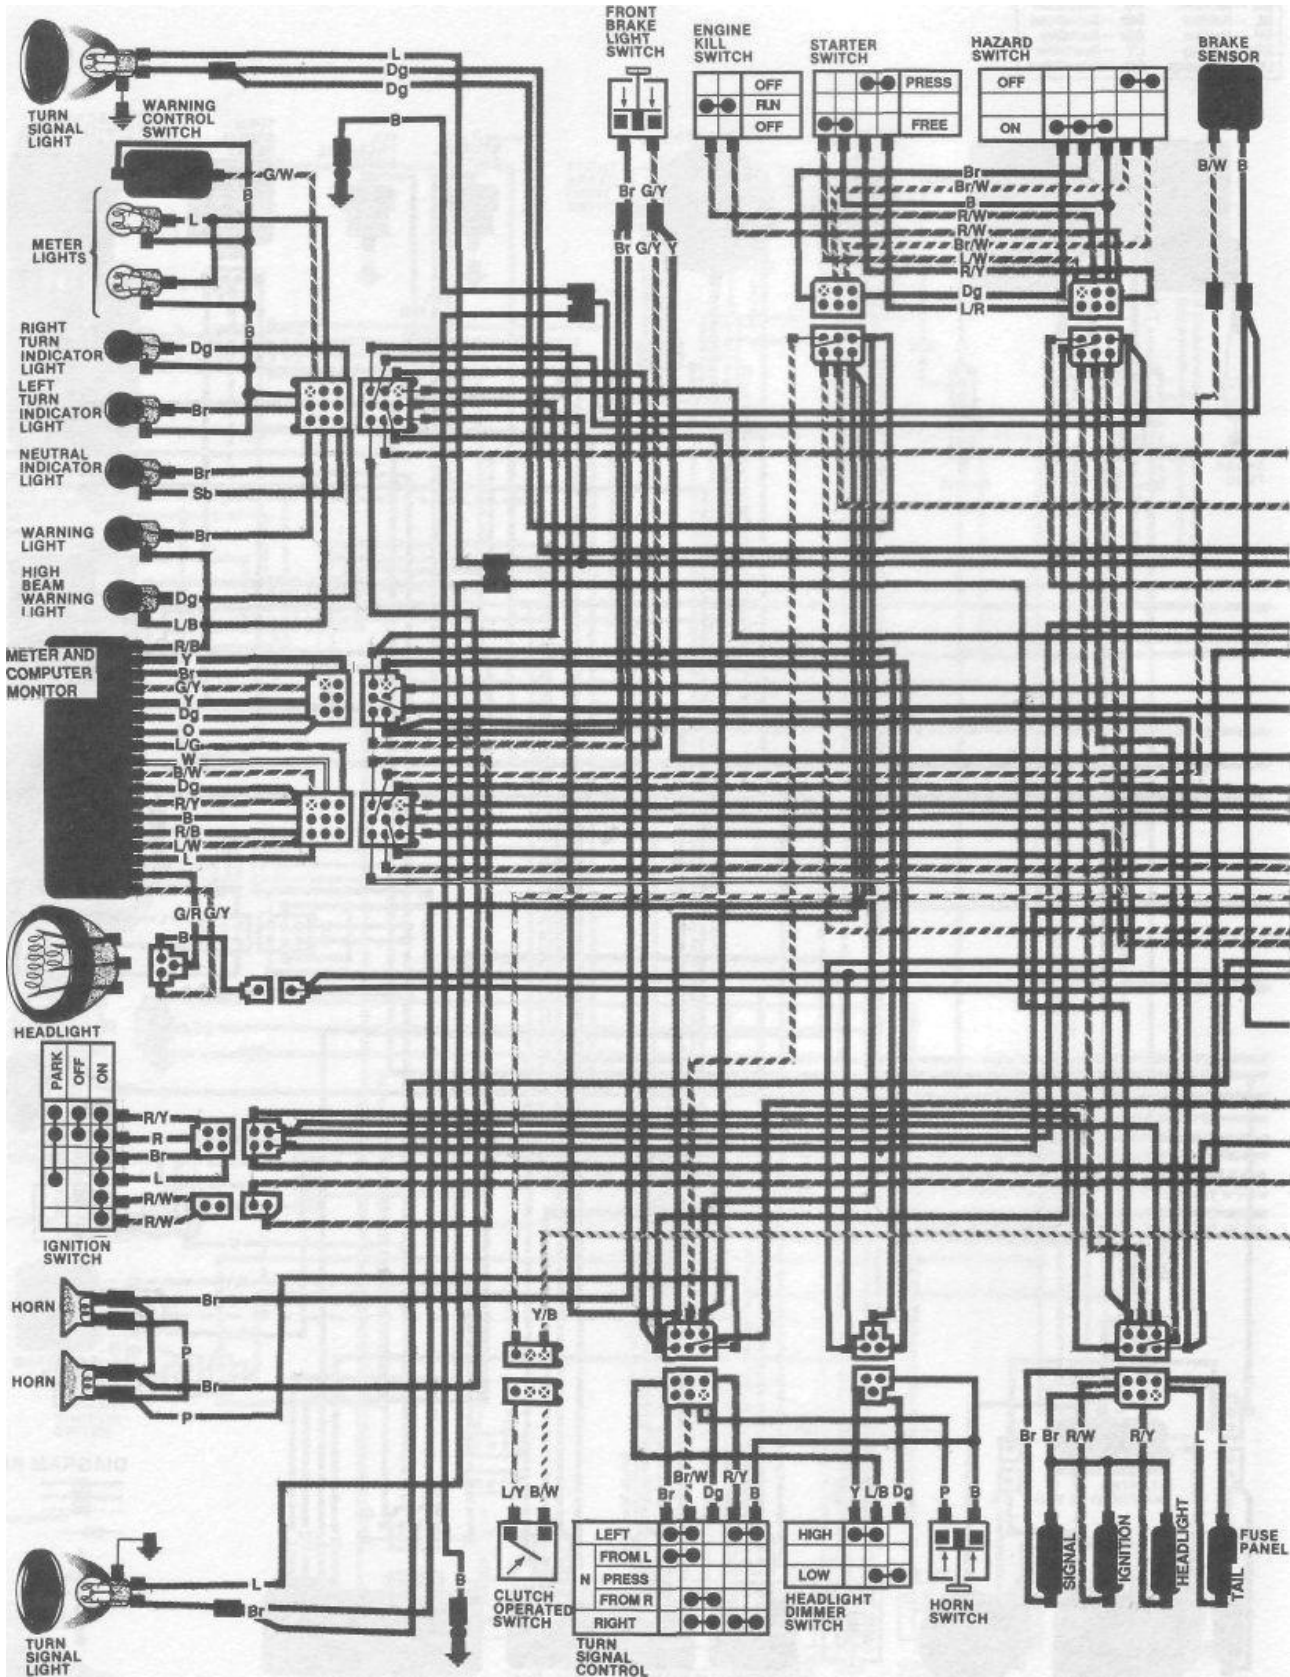 FRONT
BRAKE
LIGHT
SWITCH
ENGINE
KILL
SWITCH
OFF
RUN
OFF
STARTER
SWITCH
PRESS
FREE
HAZARD
SWITCH
OFF
ON
BRAKE
SENSOR
B/W B
L
Dg
Dg
TURN
SIGNAL
LIGHT
WARNING
CONTROL
SWITCH
B
G/W
B
L
METER
LIGHTS
B
Br G/Y
Br G/Y Y
Br
Br/W
B
R/W
R/W
Br/W
L/W
R/Y
Dg
L/R
RIGHT
TURN
INDICATOR
LIGHT
Dg
LEFT
TURN
INDICATOR
LIGHT
Br
NEUTRAL
INDICATOR
LIGHT
Br
Sb
WARNING
LIGHT
Br
HIGH
BEAM
WARNING
LIGHT
Dg
L/B
METER AND
COMPUTER
MONITOR
R/B
Y
Br
G/Y
Y
Dg
O
L/G
W
B/W
Dg
R/Y
B
R/B
L/W
L
G/R G/Y
B
HEADLIGHT
PARK
OFF
ON
R/Y
R
Br
L
R/W
R/W
IGNITION
SWITCH
HORN
Br
P
HORN
Br
P
Y/B
L/Y B/W
CLUTCH
OPERATED
SWITCH
Br Br/W Dg R/Y B
LEFT
FROM L
N PRESS
FROM R
RIGHT
TURN
SIGNAL
CONTROL
Y L/B Dg
HIGH
LOW
HEADLIGHT
DIMMER
SWITCH
P B
HORN
SWITCH
Br Br R/W R/Y L L
SIGNAL
IGNITION
HEADLIGHT
TAIL
FUSE
PANEL
L
Br
B
TURN
SIGNAL
LIGHT